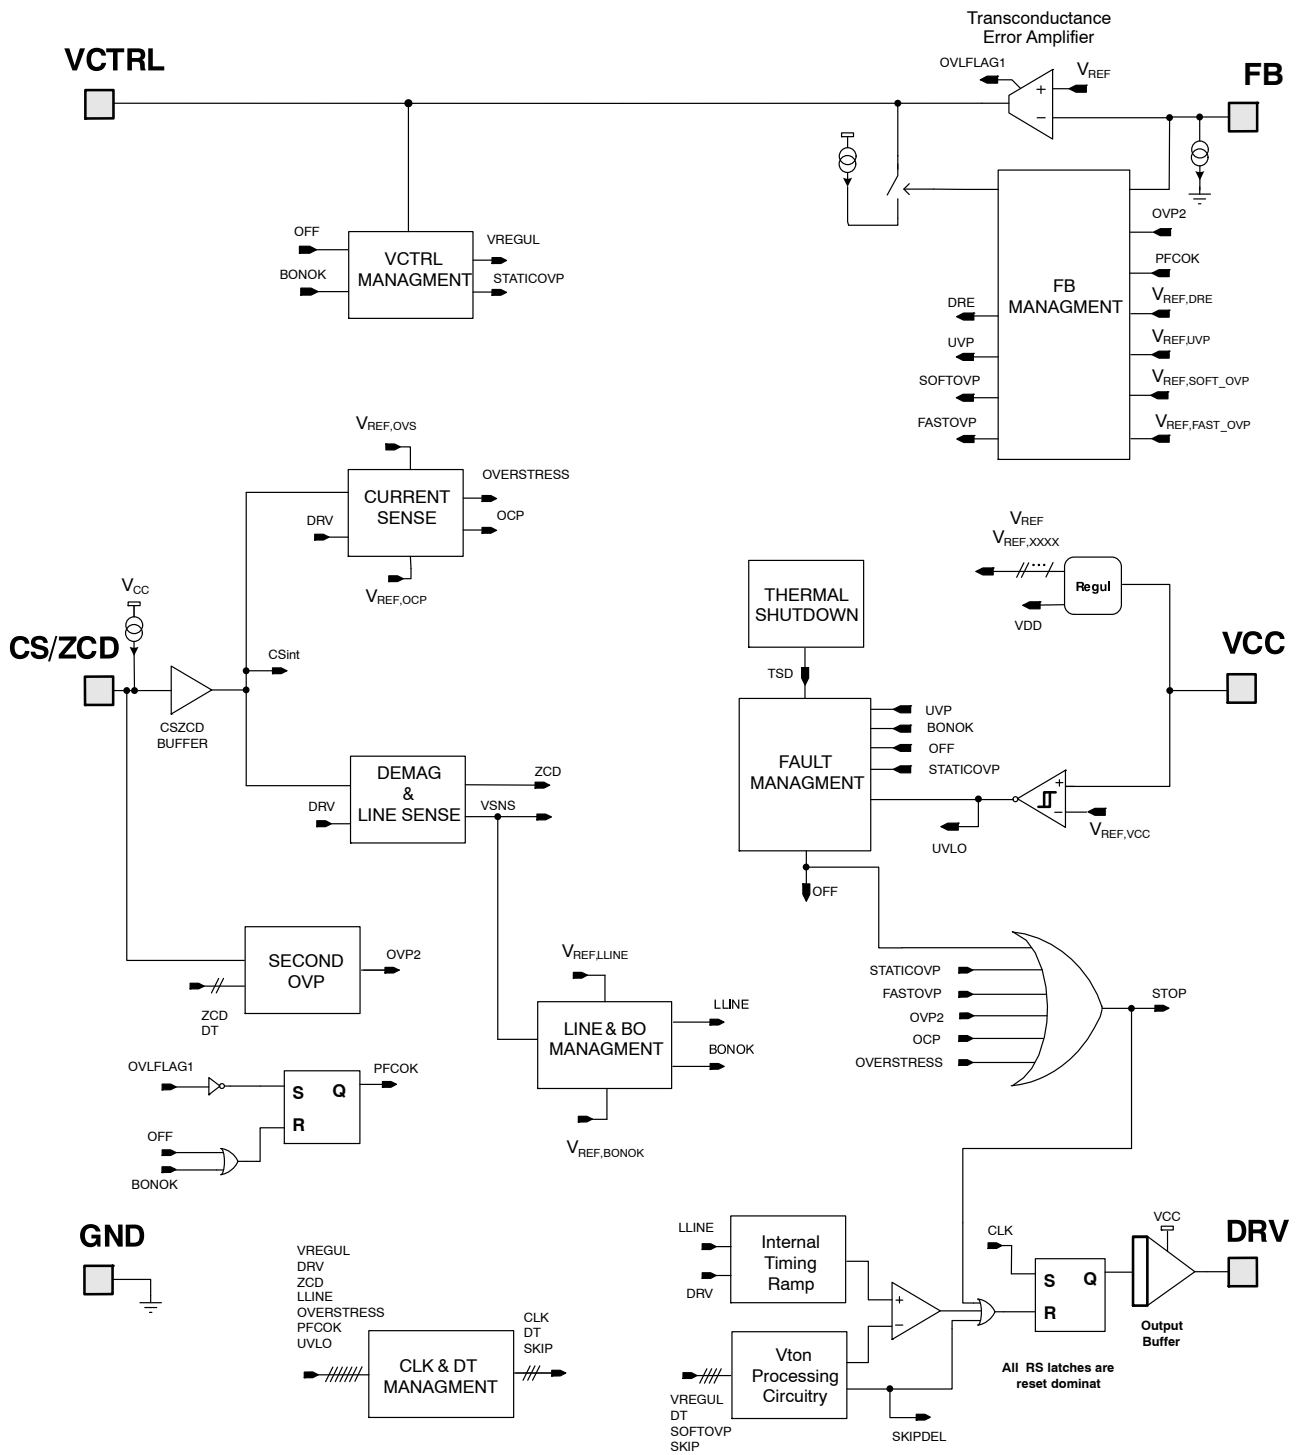 Transconductance
Error Amplifier
VCTRL
OVLFLAG1
VREF
FB
+
−
OFF
BONOK
VCTRL
MANAGMENT
VREGUL
STATICOVP
OVP2
PFCOK
VREF,DRE
VREF,UVP
VREF,SOFT_OVP
VREF,FAST_OVP
FB
MANAGMENT
DRE
UVP
SOFTOVP
FASTOVP
VREF,OVS
CURRENT
SENSE
OVERSTRESS
OCP
DRV
VREF,OCP
VREF
VREF,XXXX
...
Regul
VDD
THERMAL
SHUTDOWN
TSD
VCC
CS/ZCD
VCC
CSint
CSZCD
BUFFER
FAULT
MANAGMENT
UVP
BONOK
OFF
STATICOVP
+
−
VREF,VCC
UVLO
OFF
DEMAG
&
LINE SENSE
DRV
ZCD
VSNS
SECOND
OVP
OVP2
ZCD
DT
VREF,LLINE
LINE & BO
MANAGMENT
LLINE
BONOK
VREF,BONOK
STATICOVP
FASTOVP
OVP2
OCP
OVERSTRESS
STOP
OVLFLAG1
S
Q
R
PFCOK
OFF
BONOK
GND
VREGUL
DRV
ZCD
LLINE
OVERSTRESS
PFCOK
UVLO
CLK & DT
MANAGMENT
CLK
DT
SKIP
LLINE
DRV
Internal
Timing
Ramp
+
−
Vton
Processing
Circuitry
VREGUL
DT
SOFTOVP
SKIP
SKIPDEL
CLK
S
Q
R
VCC
DRV
Output
Buffer
All RS latches are
reset dominat